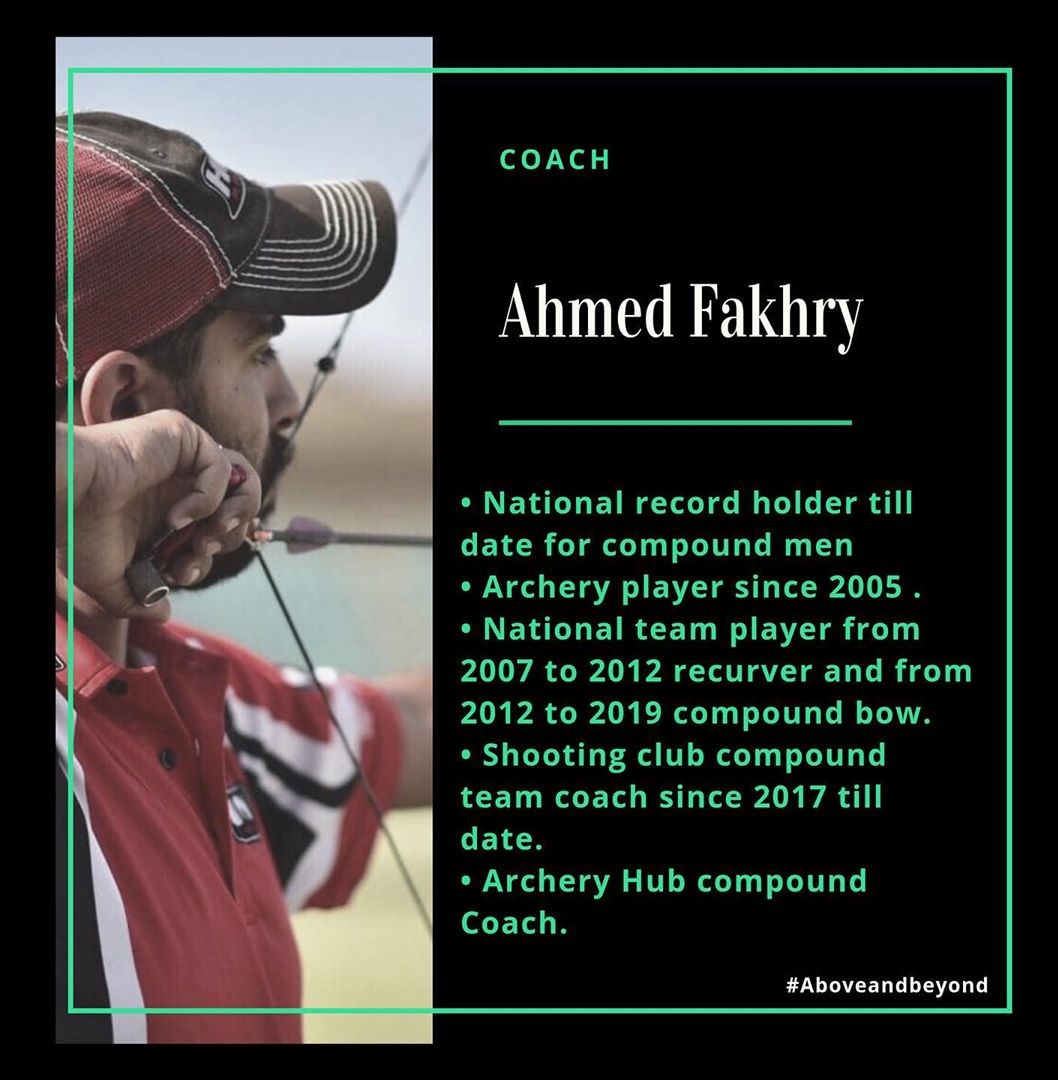 COACH
Ahmed Fakhry
• National record holder till
date for compound men
• Archery player since 2005 .
• National team player from
2007 to 2012 recurver and from
2012 to 2019 compound bow.
• Shooting club compound
team coach since 2017 till
date.
• Archery Hub compound
Coach.
#Aboveandbeyond